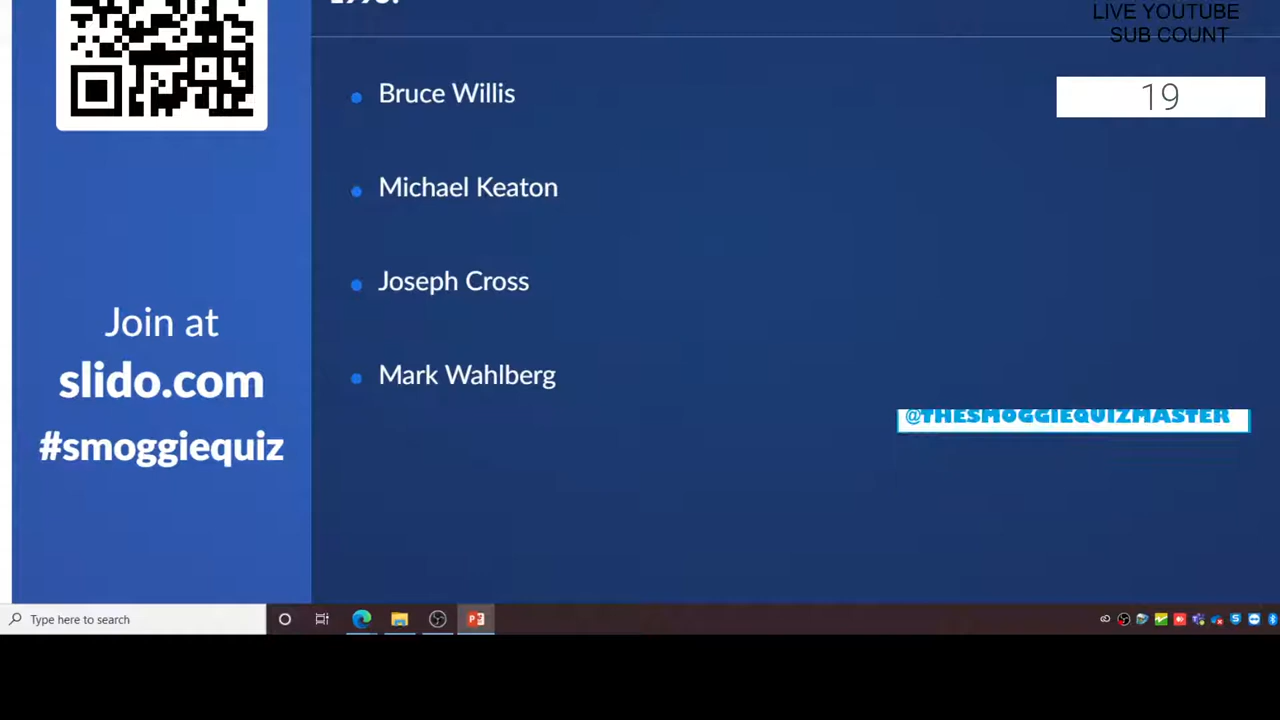 LIVE YOUTUBE
SUB COUNT
Bruce Willis
19
Michael Keaton
Joseph Cross
Mark Wahlberg
@THESMOGGIEQUIZMASTER
Join at
slido.com
#smoggiequiz
Type here to search